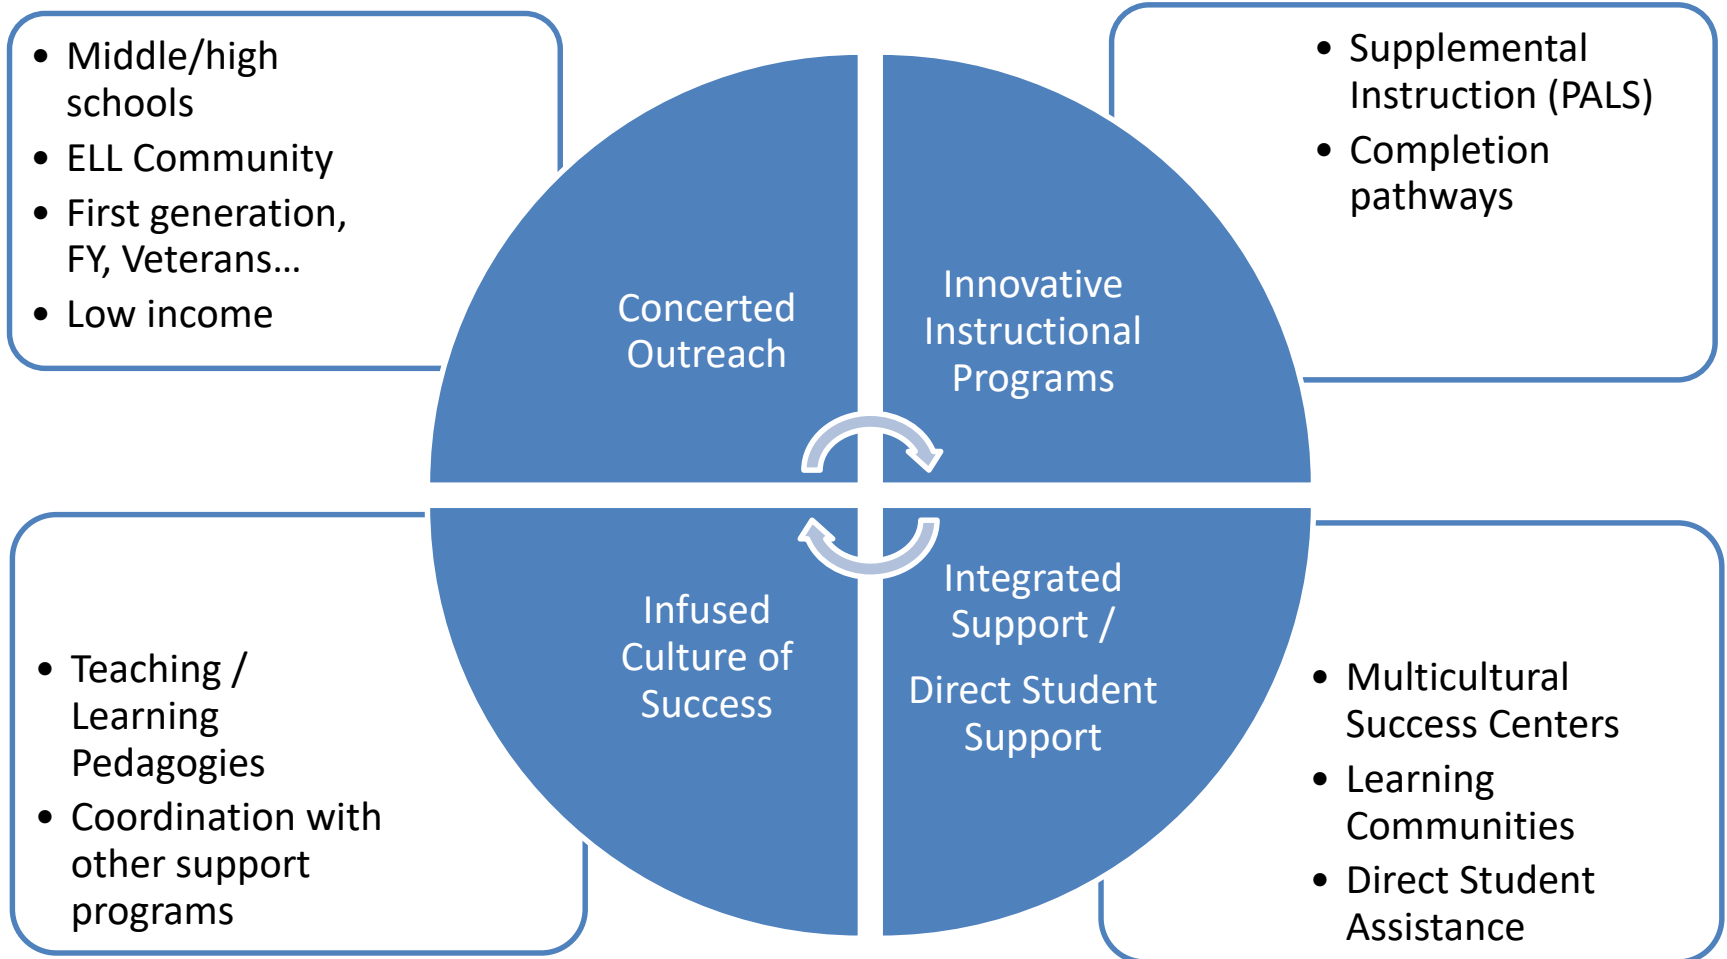 • Middle/high
schools
• ELL Community
• First generation,
FY, Veterans…
• Low income
Concerted
Outreach
Innovative
Instructional
Programs
• Supplemental
Instruction (PALS)
• Completion
pathways
• Teaching /
Learning
Pedagogies
• Coordination with
other support
programs
Infused
Culture of
Success
Integrated
Support /
Direct Student
Support
• Multicultural
Success Centers
• Learning
Communities
• Direct Student
Assistance